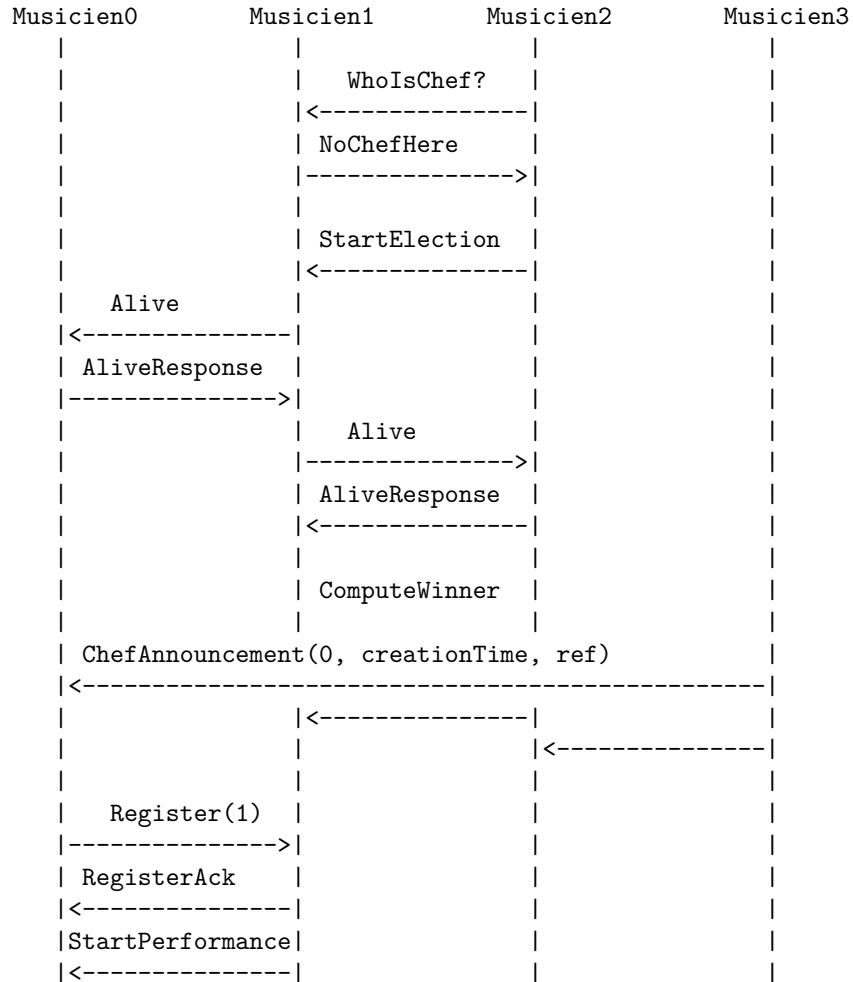 Musicien0 Musicien1 Musicien2 Musicien3
WhoIsChef?
NoChefHere
StartElection
Alive
AliveResponse
Alive
AliveResponse
ComputeWinner
ChefAnnouncement(0, creationTime, ref)
Register(1)
RegisterAck
StartPerformance